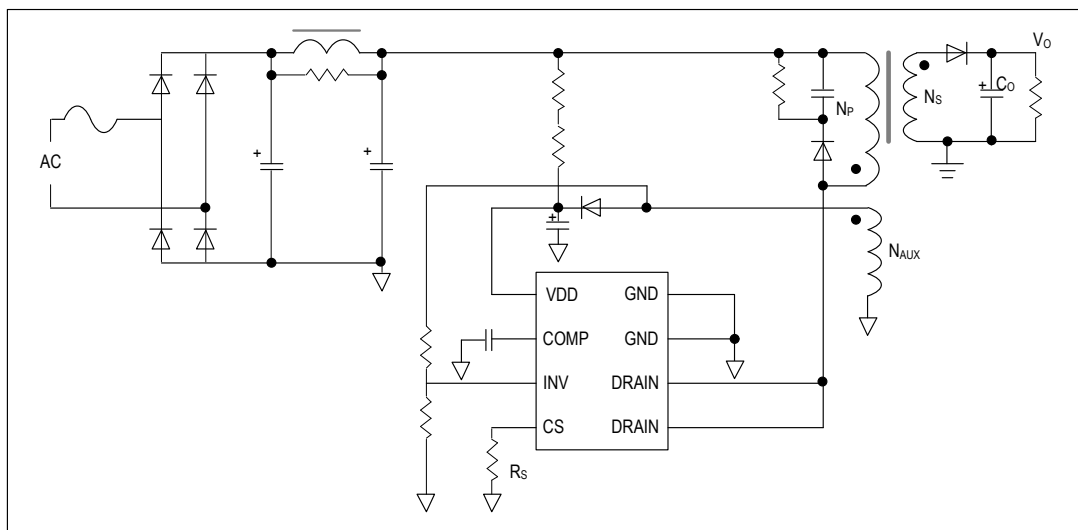 Vo
Co
Ns
NP
AC
+
+
+
+
NAUX
VDD
GND
COMP
GND
INV
DRAIN
CS
DRAIN
Rs